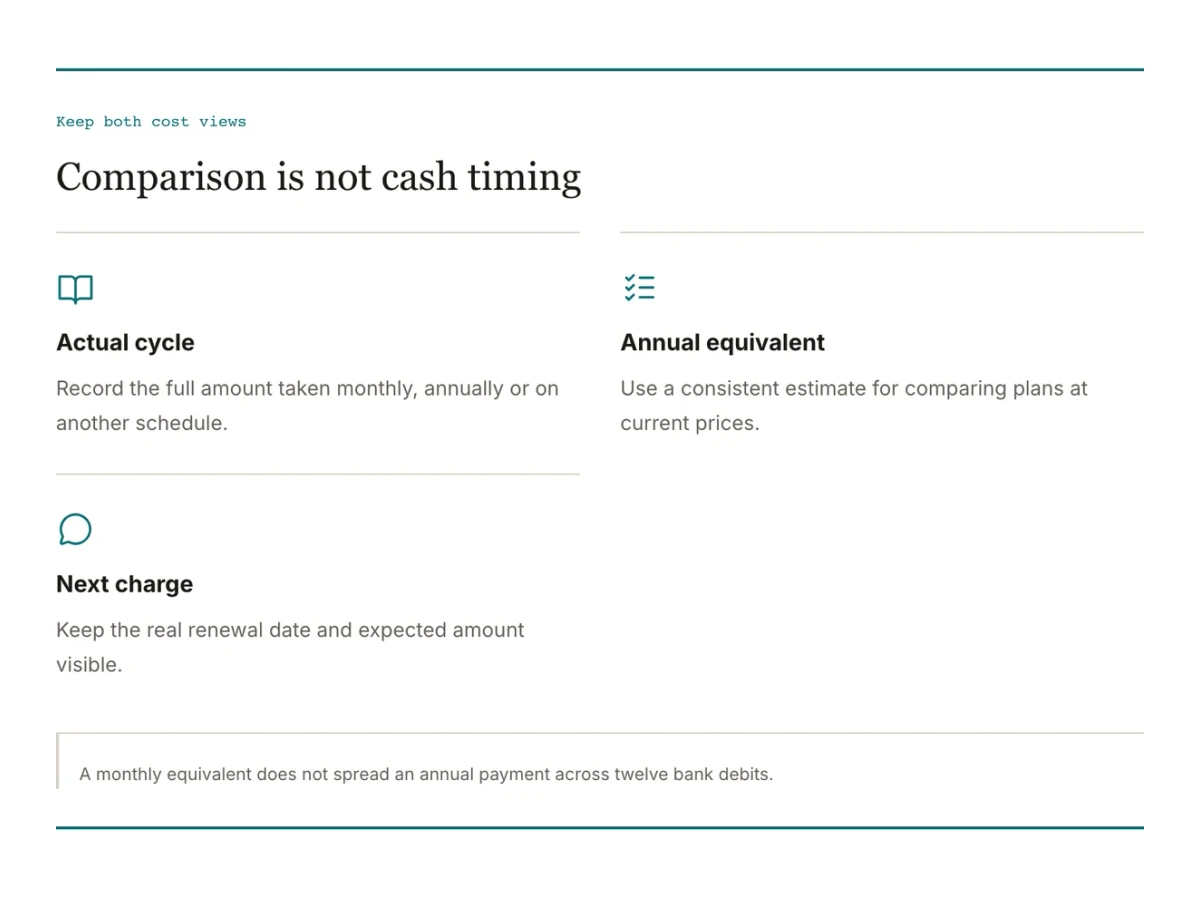 Keep both cost views
Comparison is not cash timing
Actual cycle
Record the full amount taken monthly, annually or on
another schedule.
Annual equivalent
Use a consistent estimate for comparing plans at
current prices.
Next charge
Keep the real renewal date and expected amount
visible.
A monthly equivalent does not spread an annual payment across twelve bank debits.